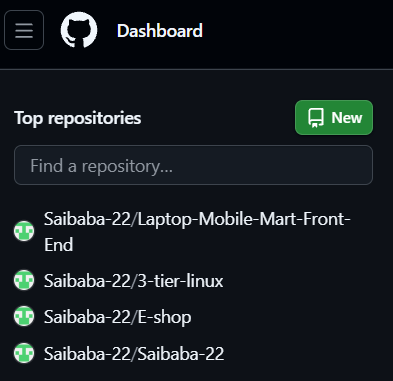 Dashboard
Top repositories
New
Find a repository...
Saibaba-22/Laptop-Mobile-Mart-Front-
End
Saibaba-22/3-tier-linux
Saibaba-22/E-shop
Saibaba-22/Saibaba-22